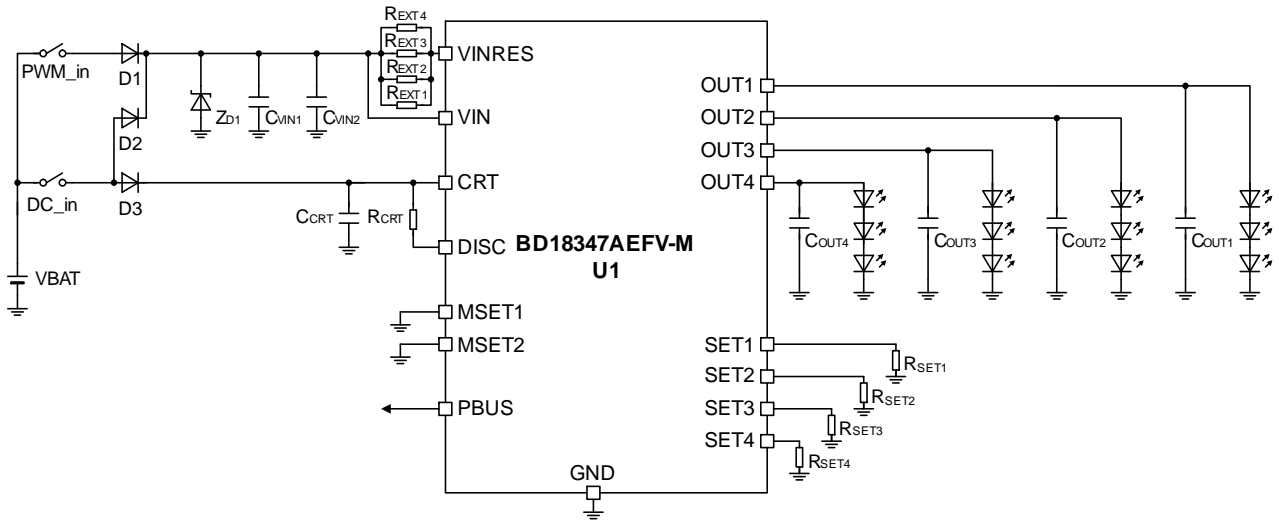 REXT4
REXT3
REXT2
REXT1
PWM_in
D1
D2
DC_in
D3
VBAT
ZD1
CVIN1
CVIN2
CCRT
RCRT
VINRES
VIN
CRT
DISC
MSET1
MSET2
PBUS
BD18347AEFV-M
U1
GND
OUT1
OUT2
OUT3
OUT4
SET1
SET2
SET3
SET4
COUT4
COUT3
COUT2
COUT1
RSET1
RSET2
RSET3
RSET4